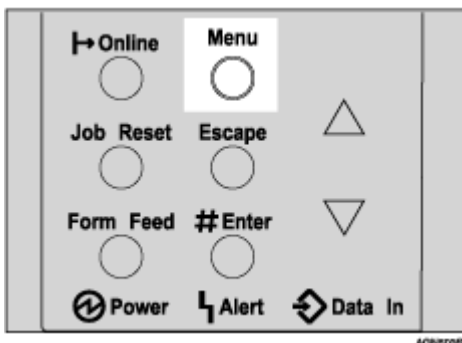 Online Menu
Job Reset Escape
Form Feed # Enter
Power Alert Data In